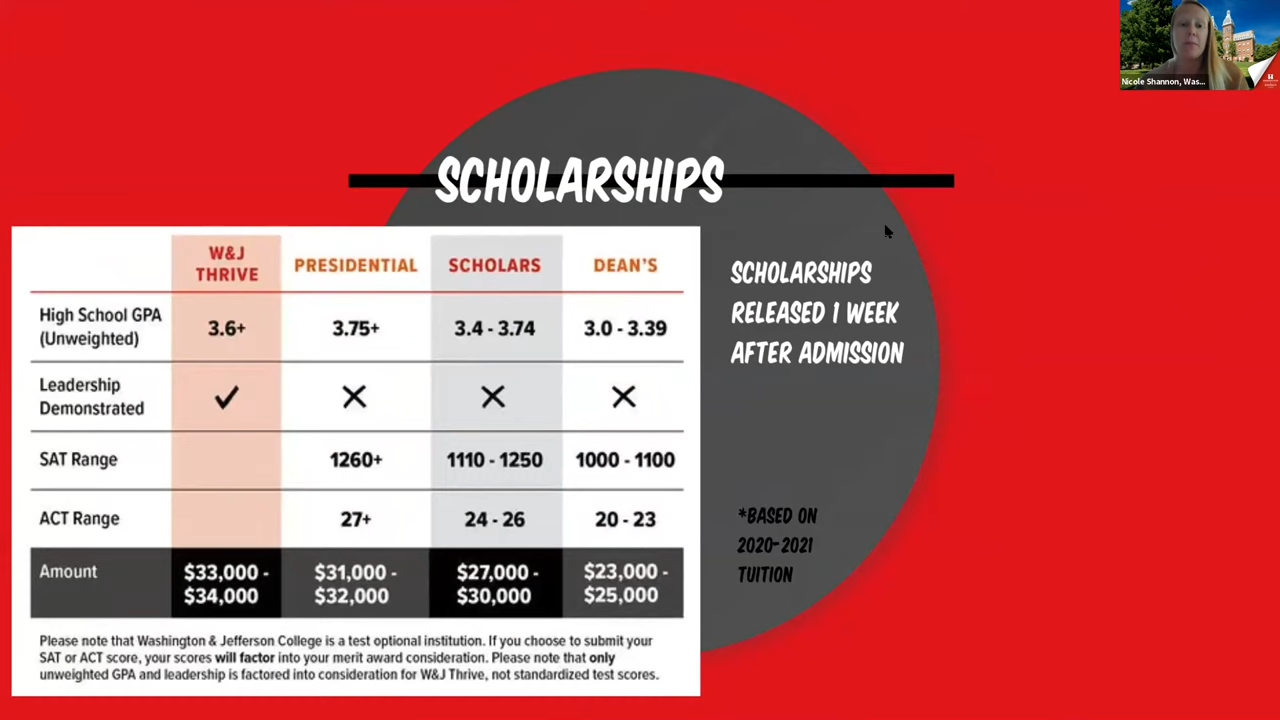 Nicole Shannon, Was...
SCHOLARSHIPS
W&J THRIVE PRESIDENTIAL SCHOLARS DEAN'S
High School GPA (Unweighted) 3.6+ 3.75+ 3.4 - 3.74 3.0 - 3.39
Leadership Demonstrated ✓ ✕ ✕ ✕
SAT Range 1260+ 1110 - 1250 1000 - 1100
ACT Range 27+ 24 - 26 20 - 23
Amount $33,000 - $34,000 $31,000 - $32,000 $27,000 - $30,000 $23,000 - $25,000
Please note that Washington & Jefferson College is a test optional institution. If you choose to submit your
SAT or ACT score, your scores will factor into your merit award consideration. Please note that only
unweighted GPA and leadership is factored into consideration for W&J Thrive, not standardized test scores.
SCHOLARSHIPS
RELEASED 1 WEEK
AFTER ADMISSION
*BASED ON
2020-2021
TUITION